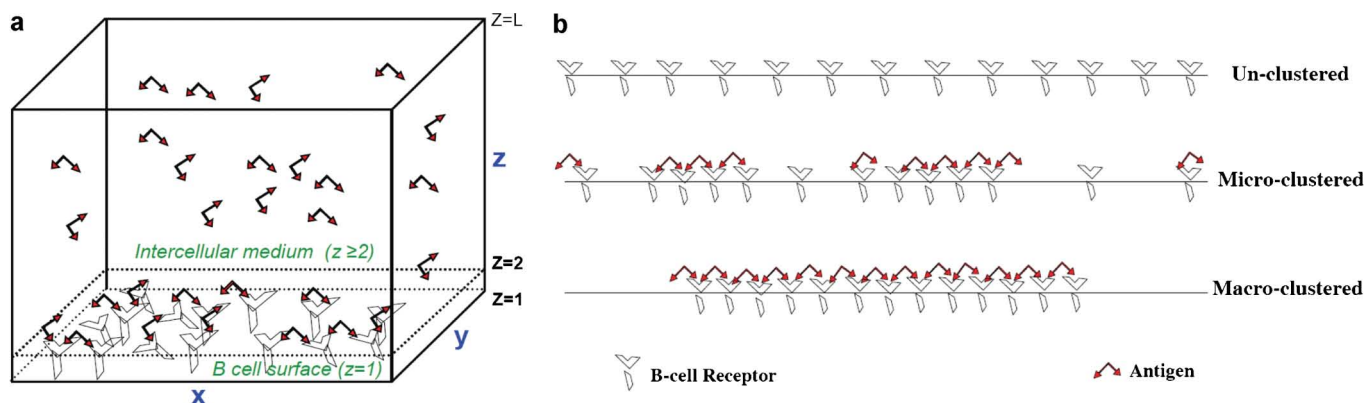 a
Z=L
z
Intercellular medium (z ≥2)
Z=2
Z=1
y
B cell surface (z=1)
x
b
Un-clustered
Micro-clustered
Macro-clustered
B-cell Receptor
Antigen